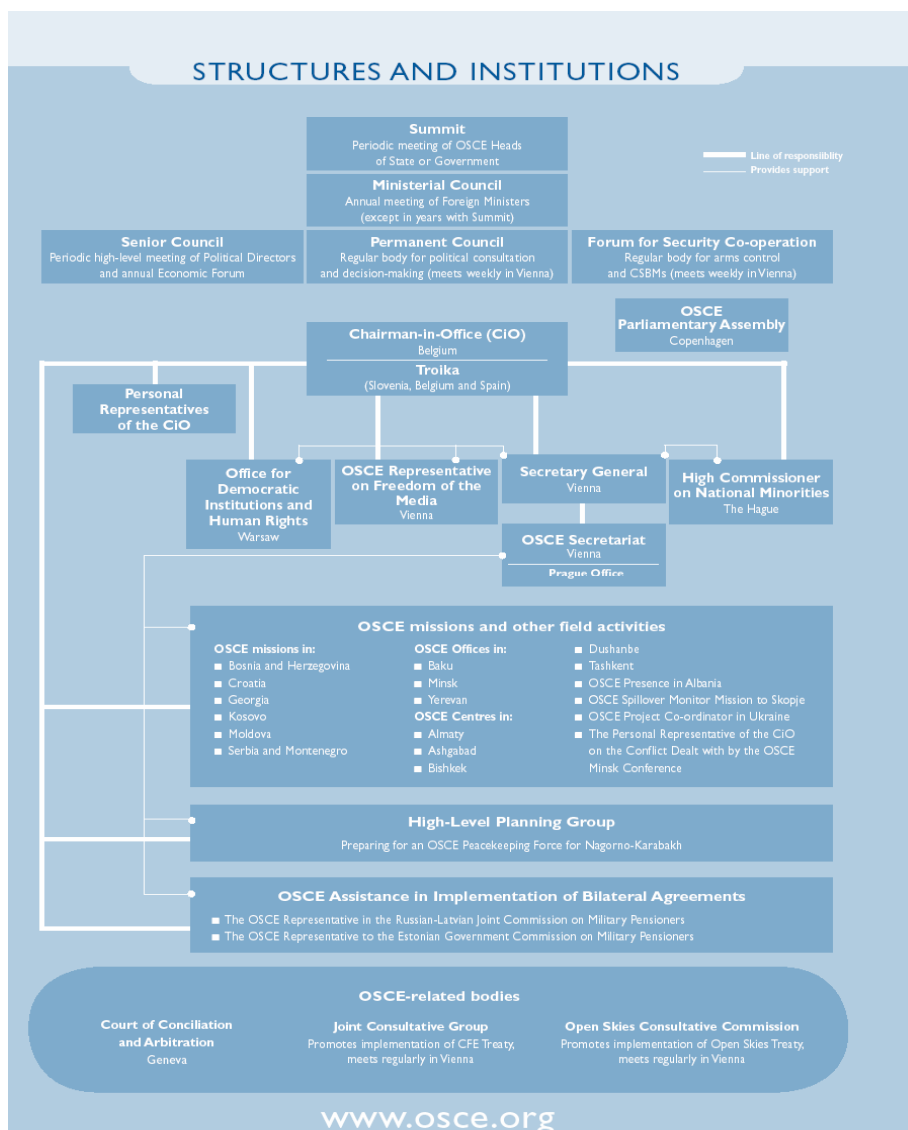 STRUCTURES AND INSTITUTIONS
Summit
Periodic meeting of OSCE Heads
of State or Government
Line of responsiiblity
Provides support
Ministerial Council
Annual meeting of Foreign Ministers
(except in years with Summit)
Senior Council
Periodic high-level meeting of Political Directors
and annual Economic Forum
Permanent Council
Regular body for political consultation
and decision-making (meets weekly in Vienna)
Forum for Security Co-operation
Regular body for arms control
and CSBMs (meets weekly in Vienna)
OSCE
Parliamentary Assembly
Copenhagen
Chairman-in-Office (CiO)
Belgium
Troika
(Slovenia, Belgium and Spain)
Personal
Representatives
of the CiO
Office for
Democratic
Institutions and
Human Rights
Warsaw
OSCE Representative
on Freedom of the
Media
Vienna
Secretary General
Vienna
High Commissioner
on National Minorities
The Hague
OSCE Secretariat
Vienna
Prague Office
OSCE missions and other field activities
OSCE missions in:
Bosnia and Herzegovina
Croatia
Georgia
Kosovo
Moldova
Serbia and Montenegro
OSCE Offices in:
Baku
Minsk
Yerevan
OSCE Centres in:
Almaty
Ashgabad
Bishkek
Dushanbe
Tashkent
OSCE Presence in Albania
OSCE Spillover Monitor Mission to Skopje
OSCE Project Co-ordinator in Ukraine
The Personal Representative of the CiO
on the Conflict Dealt with by the OSCE
Minsk Conference
High-Level Planning Group
Preparing for an OSCE Peacekeeping Force for Nagorno-Karabakh
OSCE Assistance in Implementation of Bilateral Agreements
The OSCE Representative in the Russian-Latvian Joint Commission on Military Pensioners
The OSCE Representative to the Estonian Government Commission on Military Pensioners
OSCE-related bodies
Court of Conciliation
and Arbitration
Geneva
Joint Consultative Group
Promotes implementation of CFE Treaty,
meets regularly in Vienna
Open Skies Consultative Commission
Promotes implementation of Open Skies Treaty,
meets regularly in Vienna
www.osce.org